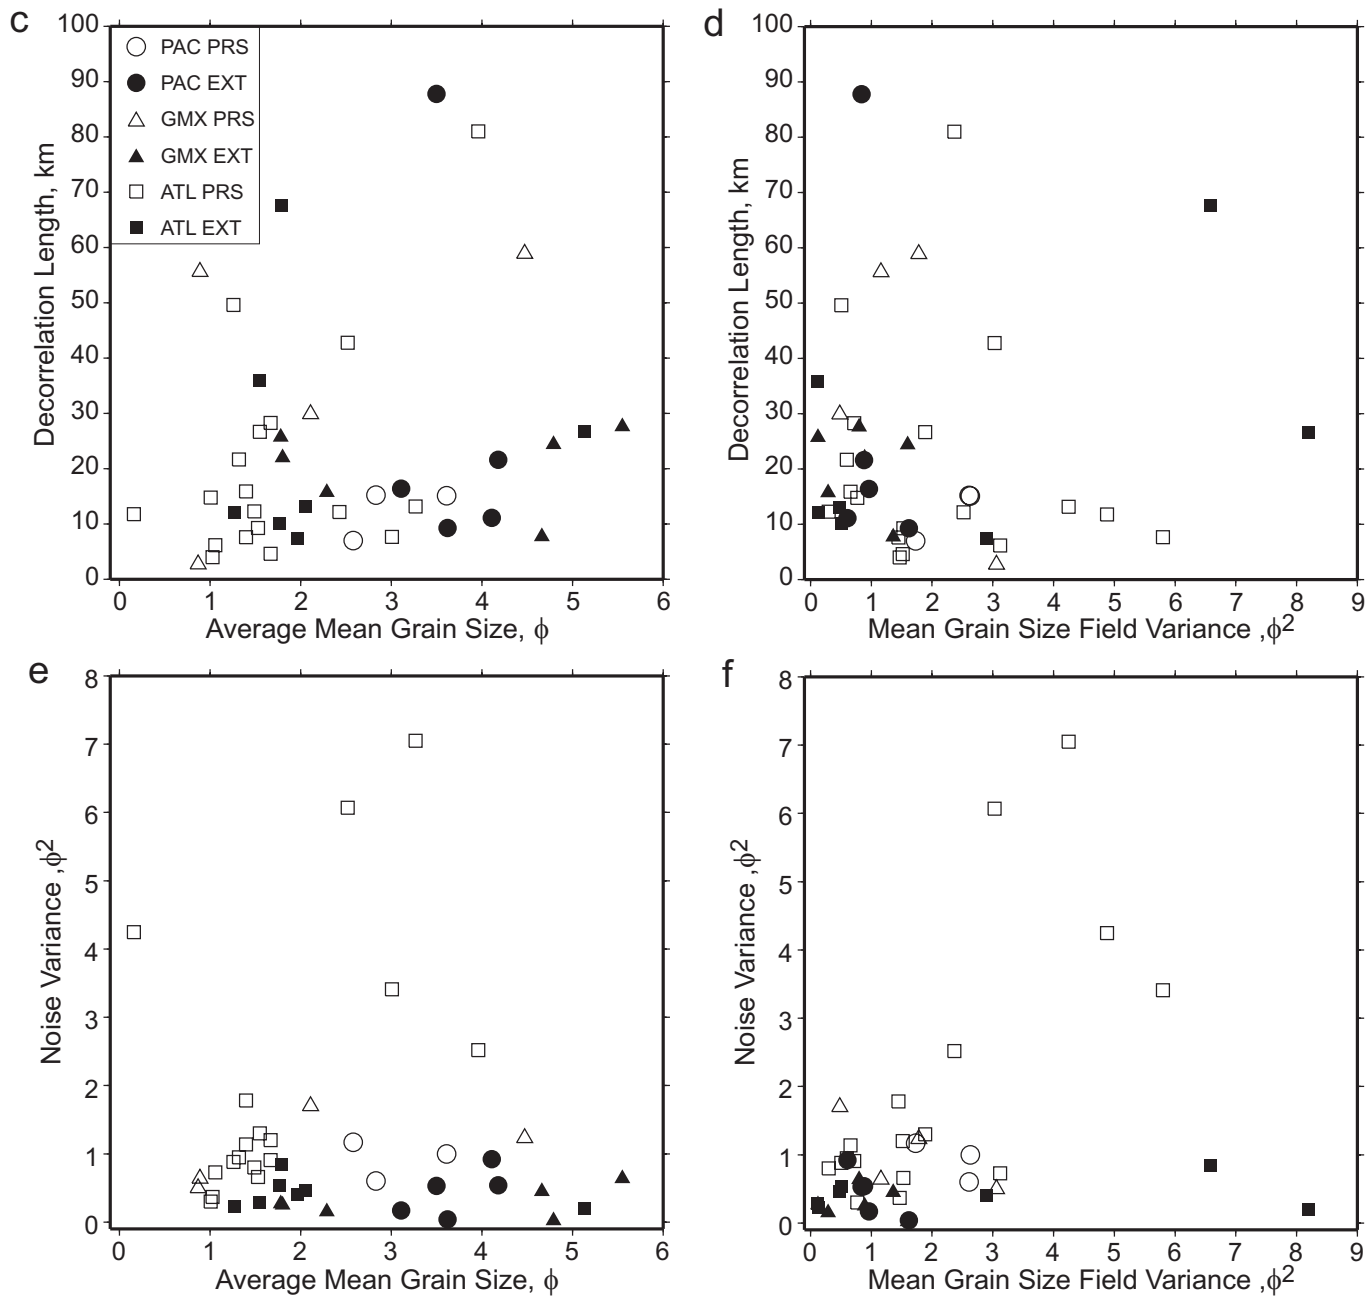 c
100
90
80
70
60
50
40
30
20
10
0
Decorrelation Length, km
PAC PRS
PAC EXT
GMX PRS
GMX EXT
ATL PRS
ATL EXT
0 1 2 3 4 5 6
Average Mean Grain Size, ϕ
d
100
90
80
70
60
50
40
30
20
10
0
Decorrelation Length, km
0 1 2 3 4 5 6 7 8 9
Mean Grain Size Field Variance ,ϕ²
e
8
7
6
5
4
3
2
1
0
Noise Variance ,ϕ²
0 1 2 3 4 5 6
Average Mean Grain Size, ϕ
f
8
7
6
5
4
3
2
1
0
Noise Variance ,ϕ²
0 1 2 3 4 5 6 7 8 9
Mean Grain Size Field Variance ,ϕ²